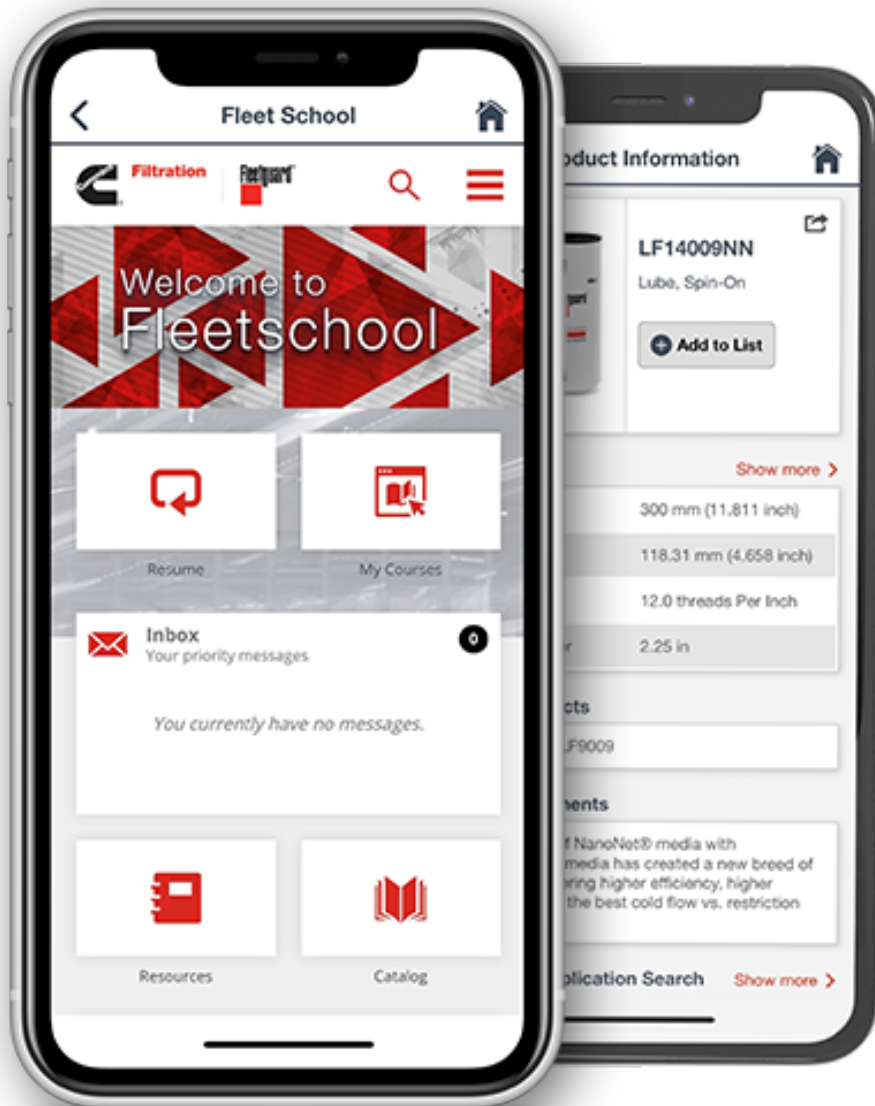 Fleet School
Filtration
Fleetguard
Welcome to
Fleetschool
Resume
My Courses
Inbox
Your priority messages
0
You currently have no messages.
Resources
Catalog
oduct Information
LF14009NN
Lube, Spin-On
Add to List
Show more
300 mm (11.811 inch)
118.31 mm (4.658 inch)
12.0 threads Per Inch
r
2.25 in
cts
LF9009
ents
f NanoNet® media with
media has created a new breed of
ering higher efficiency, higher
the best cold flow vs. restriction
plication Search
Show more